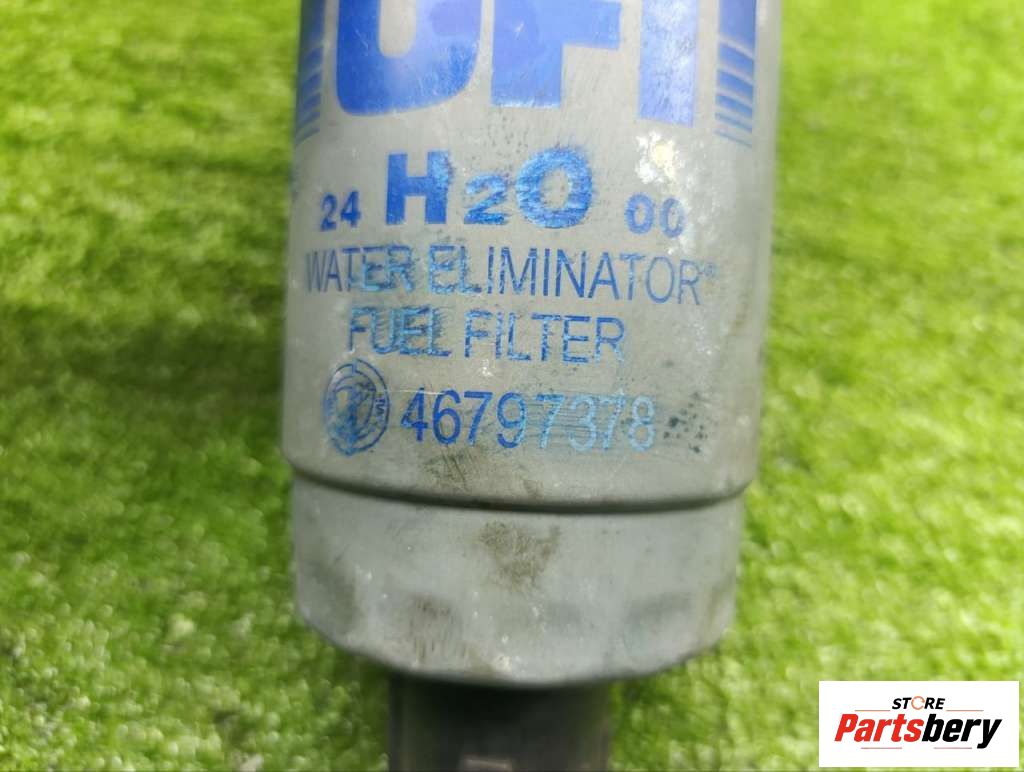 UFI
24 H2O 00
WATER ELIMINATOR®
FUEL FILTER
46797378
STORE
Partsbery